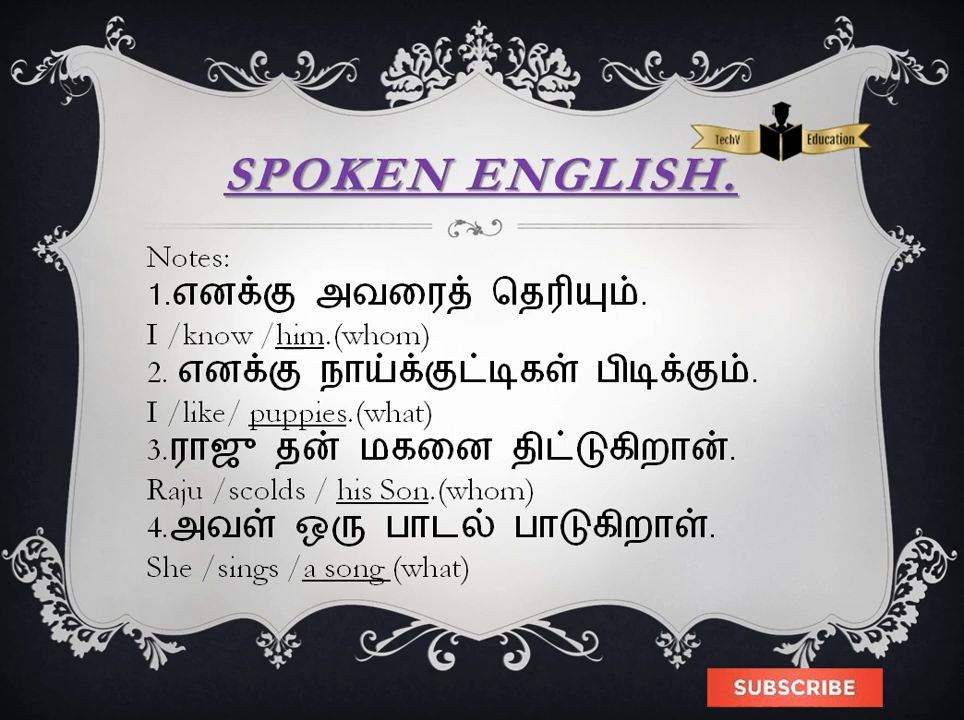 TechV Education
SPOKEN ENGLISH.
Notes:
1.எனக்கு அவரைத் தெரியும்.
I /know /him.(whom)
2. எனக்கு நாய்க்குட்டிகள் பிடிக்கும்.
I /like/ puppies.(what)
3.ராஜு தன் மகனை திட்டுகிறான்.
Raju /scolds / his Son.(whom)
4.அவள் ஒரு பாடல் பாடுகிறாள்.
She /sings /a song (what)
SUBSCRIBE